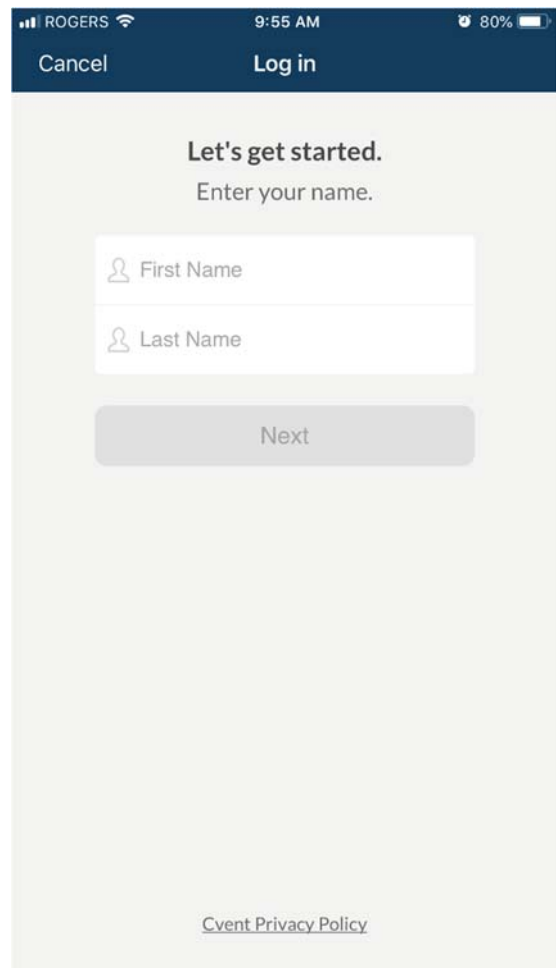 ROGERS 9:55 AM 80%
Cancel Log in
Let's get started.
Enter your name.
First Name
Last Name
Next
Cvent Privacy Policy